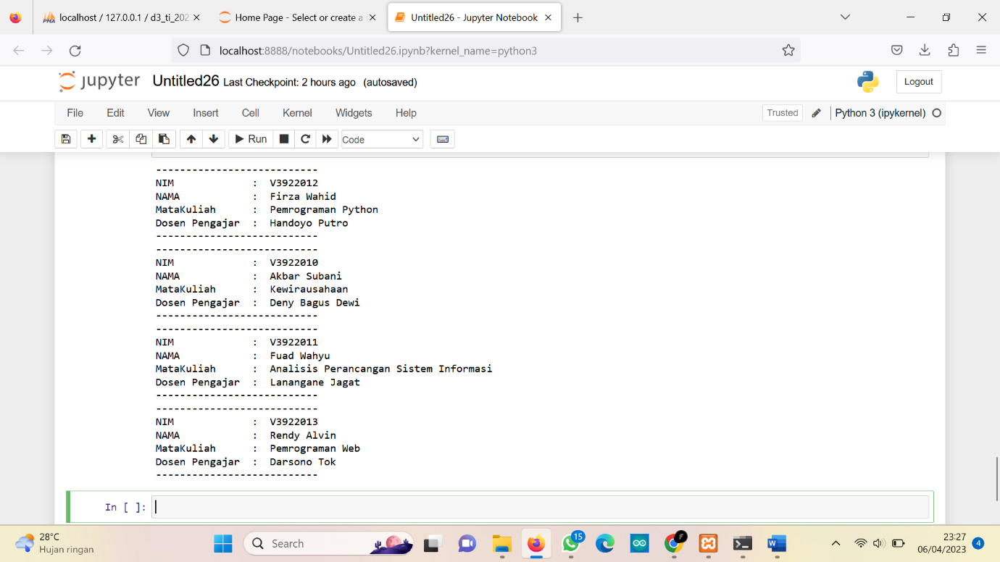 localhost / 127.0.0.1 / d3_ti_202
Home Page - Select or create a
Untitled26 - Jupyter Notebook
localhost:8888/notebooks/Untitled26.ipynb?kernel_name=python3
jupyter Untitled26 Last Checkpoint: 2 hours ago (autosaved)
Logout
File Edit View Insert Cell Kernel Widgets Help
Trusted Python 3 (ipykernel)
Run Code
---------------------------
NIM : V3922012
NAMA : Firza Wahid
MataKuliah : Pemrograman Python
Dosen Pengajar : Handoyo Putro
---------------------------
---------------------------
NIM : V3922010
NAMA : Akbar Subani
MataKuliah : Kewirausahaan
Dosen Pengajar : Deny Bagus Dewi
---------------------------
---------------------------
NIM : V3922011
NAMA : Fuad Wahyu
MataKuliah : Analisis Perancangan Sistem Informasi
Dosen Pengajar : Lanangane Jagat
---------------------------
---------------------------
NIM : V3922013
NAMA : Rendy Alvin
MataKuliah : Pemrograman Web
Dosen Pengajar : Darsono Tok
---------------------------
In [ ]:
28°C
Hujan ringan
Search
15
23:27
06/04/2023
4